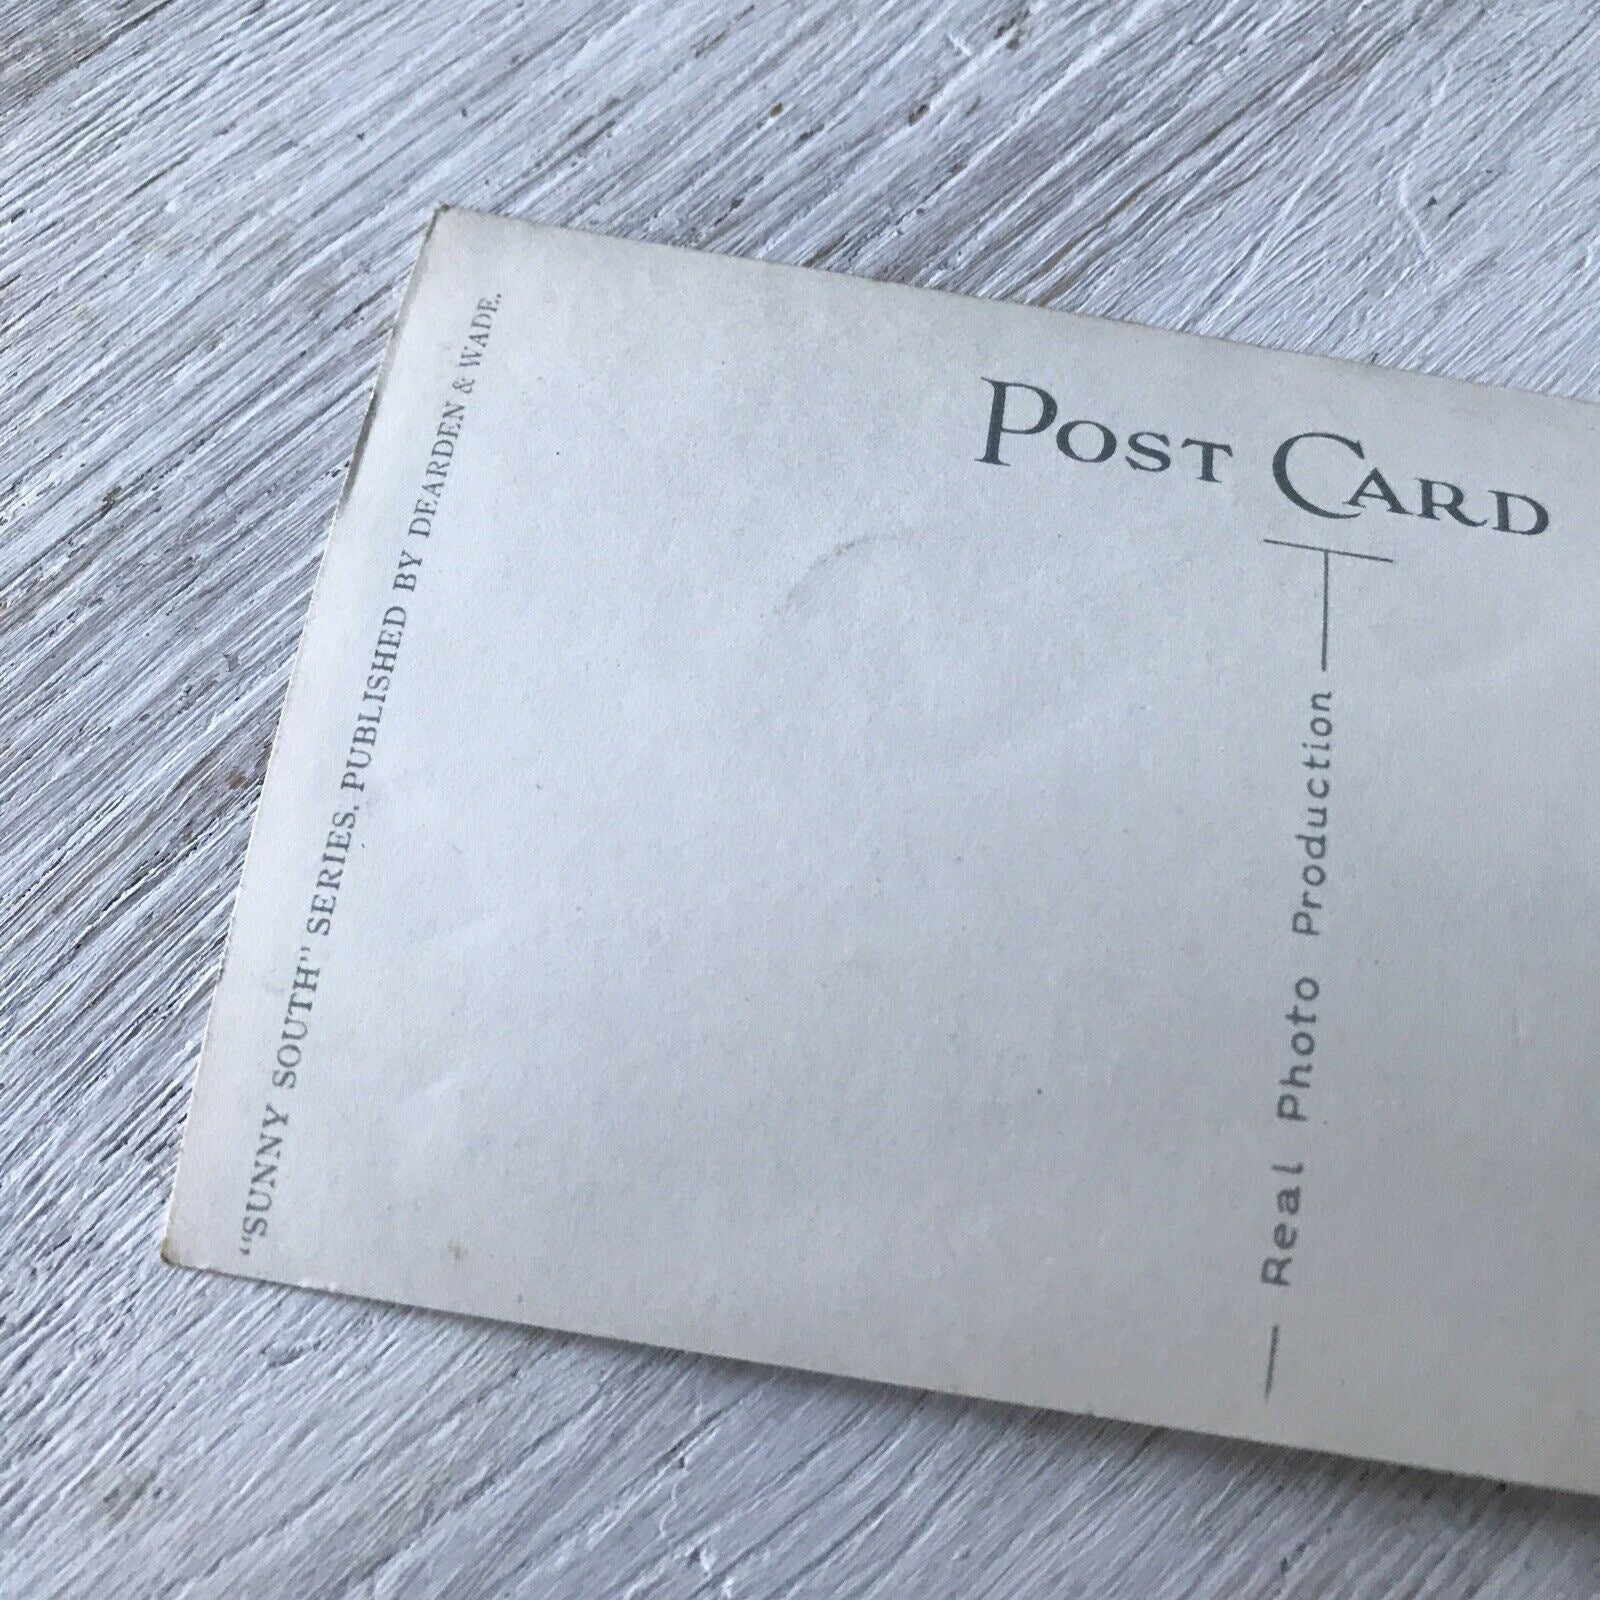 POST CARD
Real Photo Production
"SUNNY SOUTH" SERIES. PUBLISHED BY DEARDEN & WADE.